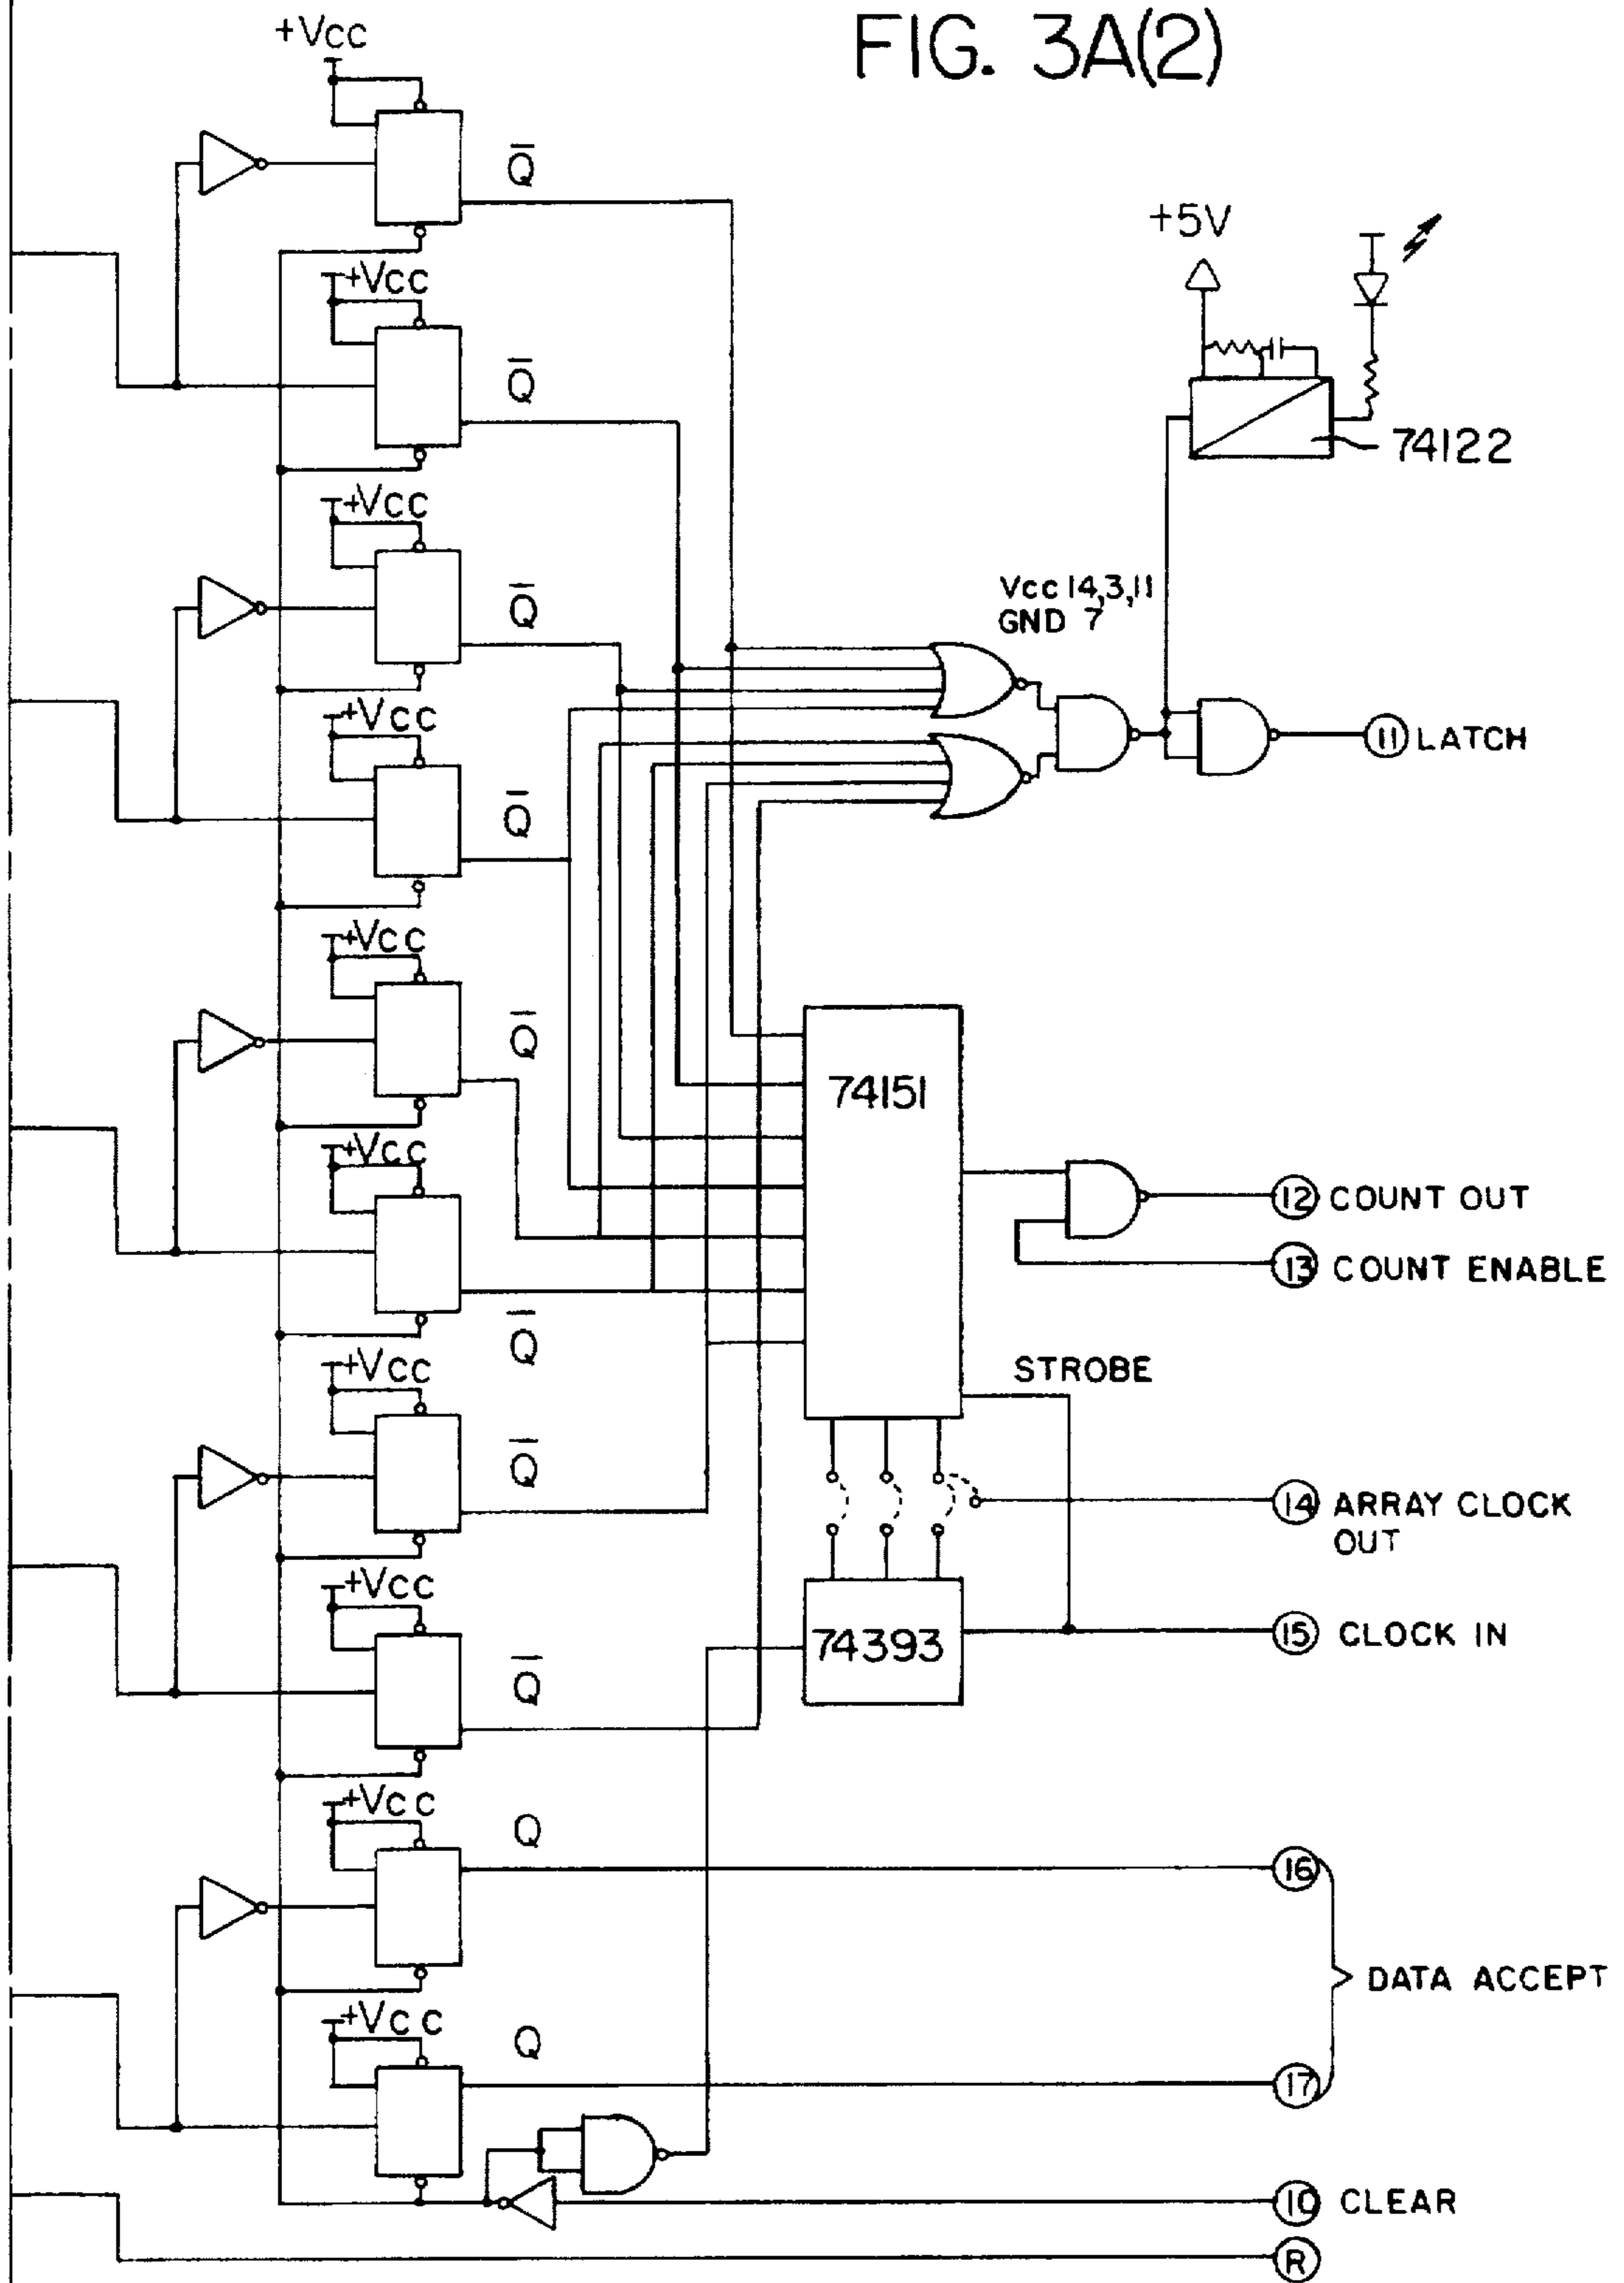 FIG. 3A(2)
+Vcc
Q̅
+5V
+Vcc
Q̅
74122
+Vcc
Vcc 14,3,11
GND 7
Q̅
+Vcc
11 LATCH
Q̅
+Vcc
Q̅
74151
+Vcc
12 COUNT OUT
13 COUNT ENABLE
Q̅
+Vcc
STROBE
Q̅
14 ARRAY CLOCK
OUT
+Vcc
74393
15 CLOCK IN
Q̅
+Vcc
Q
16
DATA ACCEPT
+Vcc
Q
17
10 CLEAR
R